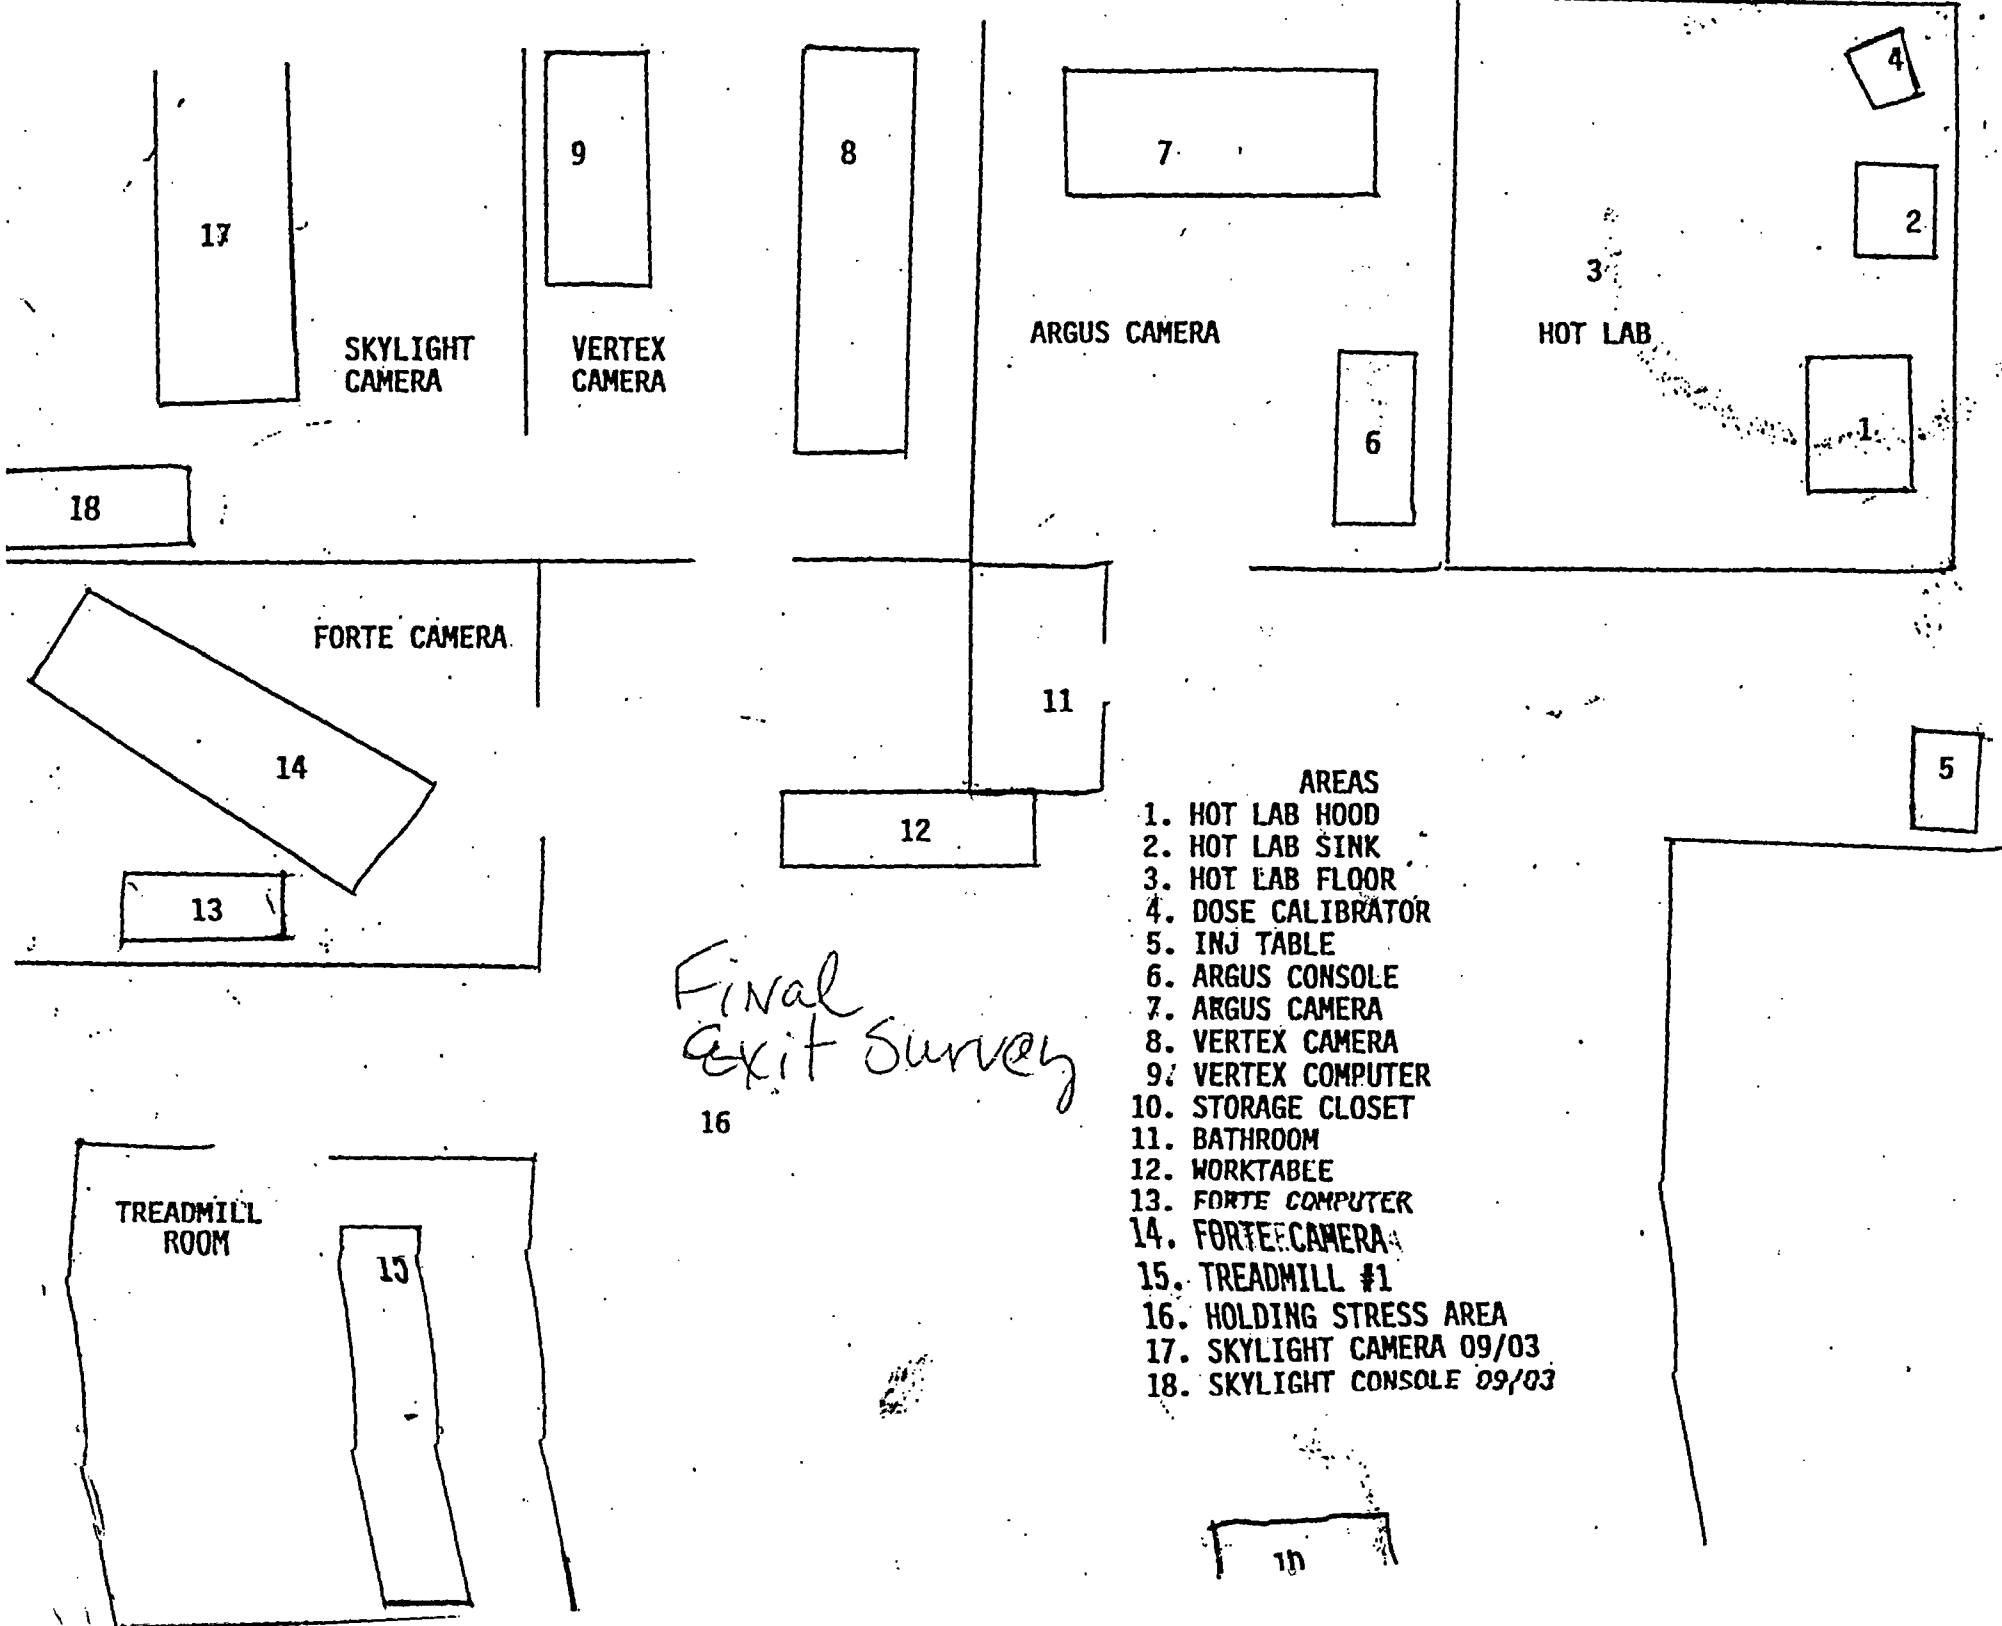 4
9
8
7
17
2
3
SKYLIGHT
CAMERA
VERTEX
CAMERA
ARGUS CAMERA
HOT LAB
6
1
18
FORTE CAMERA
11
14
5
12
13
AREAS
1. HOT LAB HOOD
2. HOT LAB SINK
3. HOT LAB FLOOR
4. DOSE CALIBRATOR
5. INJ TABLE
6. ARGUS CONSOLE
7. ARGUS CAMERA
8. VERTEX CAMERA
9. VERTEX COMPUTER
10. STORAGE CLOSET
11. BATHROOM
12. WORKTABLE
13. FORTE COMPUTER
14. FORTE CAMERA
15. TREADMILL #1
16. HOLDING STRESS AREA
17. SKYLIGHT CAMERA 09/03
18. SKYLIGHT CONSOLE 09/03
Final
Exit Survey
16
TREADMILL
ROOM
15
10